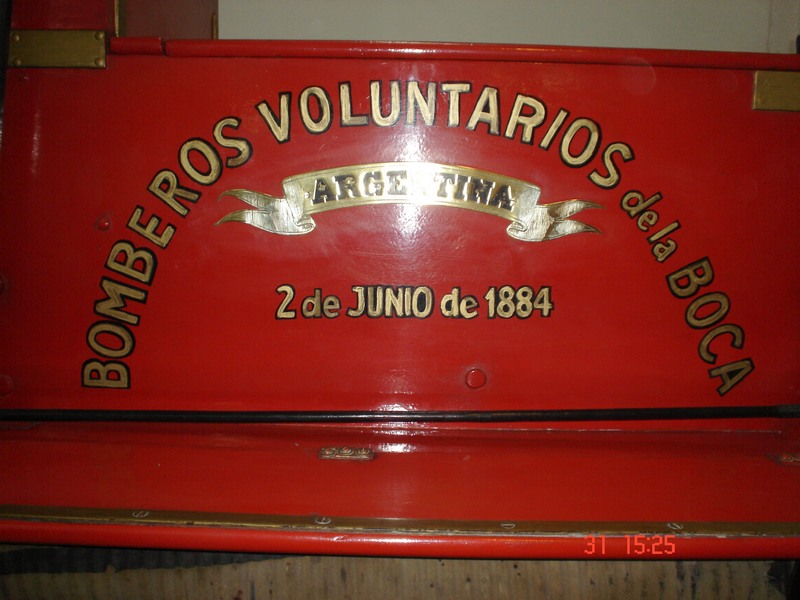 BOMBEROS VOLUNTARIOS de la BOCA
ARGENTINA
2 de JUNIO de 1884
31 15:25